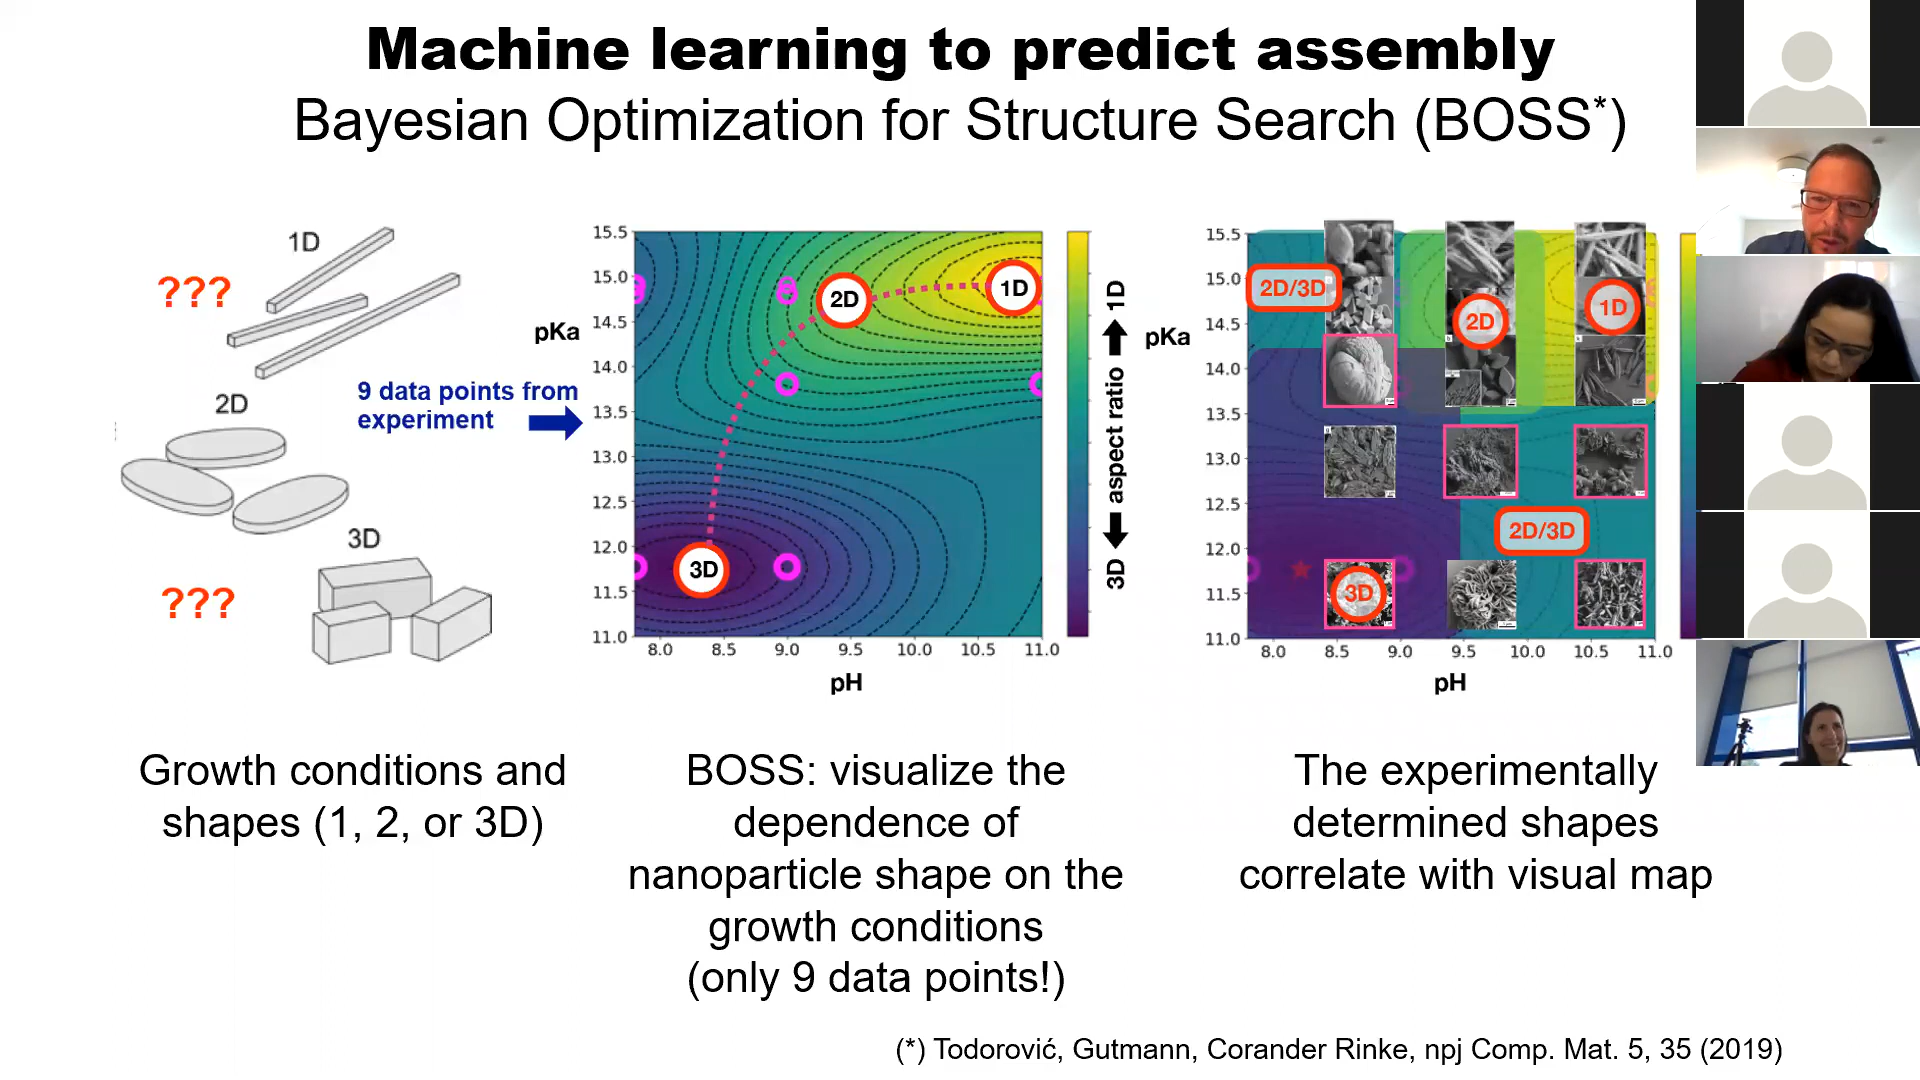 Machine learning to predict assembly
Bayesian Optimization for Structure Search (BOSS*)
1D
???
2D
3D
???
9 data points from
experiment
pKa
15.5
15.0
14.5
14.0
13.5
13.0
12.5
12.0
11.5
11.0
2D
1D
3D
8.0 8.5 9.0 9.5 10.0 10.5 11.0
pH
3D aspect ratio 1D
pKa
15.5
15.0
14.5
14.0
13.5
13.0
12.5
12.0
11.5
11.0
2D/3D
2D
1D
2D/3D
3D
8.0 8.5 9.0 9.5 10.0 10.5 11.0
pH
Growth conditions and
shapes (1, 2, or 3D)
BOSS: visualize the
dependence of
nanoparticle shape on the
growth conditions
(only 9 data points!)
The experimentally
determined shapes
correlate with visual map
(*) Todorović, Gutmann, Corander Rinke, npj Comp. Mat. 5, 35 (2019)